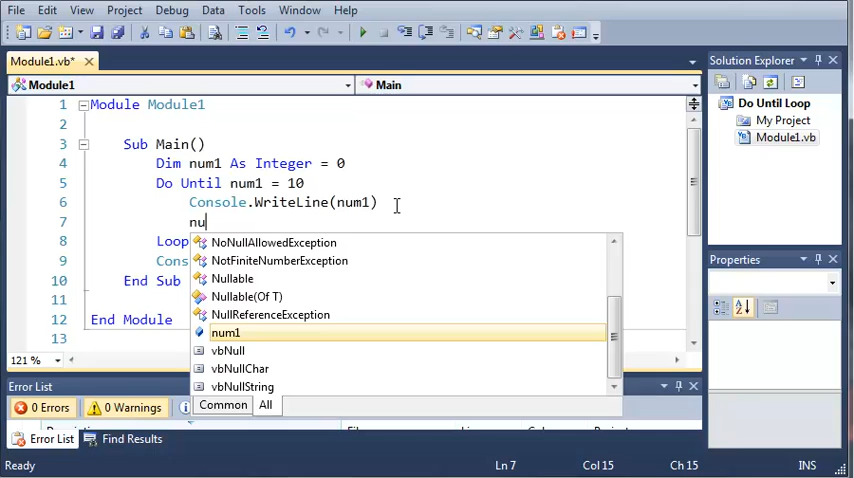 File Edit View Project Debug Data Tools Window Help
Module1.vb*
Module1 Main
1 Module Module1
2
3 Sub Main()
4 Dim num1 As Integer = 0
5 Do Until num1 = 10
6 Console.WriteLine(num1)
7 nu
8 Loop
9 Cons
10 End Sub
11
12 End Module
13
NoNullAllowedException
NotFiniteNumberException
Nullable
Nullable(Of T)
NullReferenceException
num1
vbNull
vbNullChar
vbNullString
Common All
121 %
Solution Explorer
Do Until Loop
My Project
Module1.vb
Properties
Error List
0 Errors 0 Warnings
Error List Find Results
Ready Ln 7 Col 15 Ch 15 INS